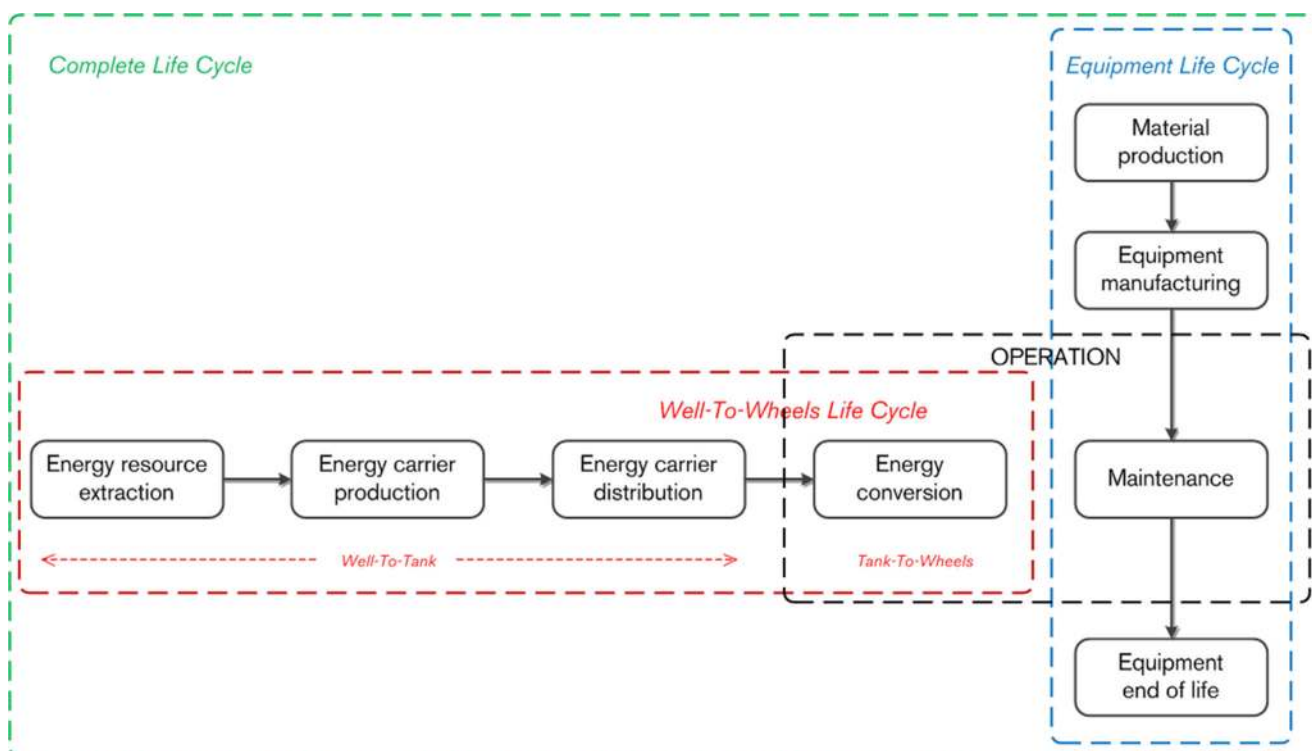 Complete Life Cycle
Equipment Life Cycle
Material
production
Equipment
manufacturing
OPERATION
Well-To-Wheels Life Cycle
Energy resource
extraction
Energy carrier
production
Energy carrier
distribution
Energy
conversion
Maintenance
Well-To-Tank
Tank-To-Wheels
Equipment
end of life